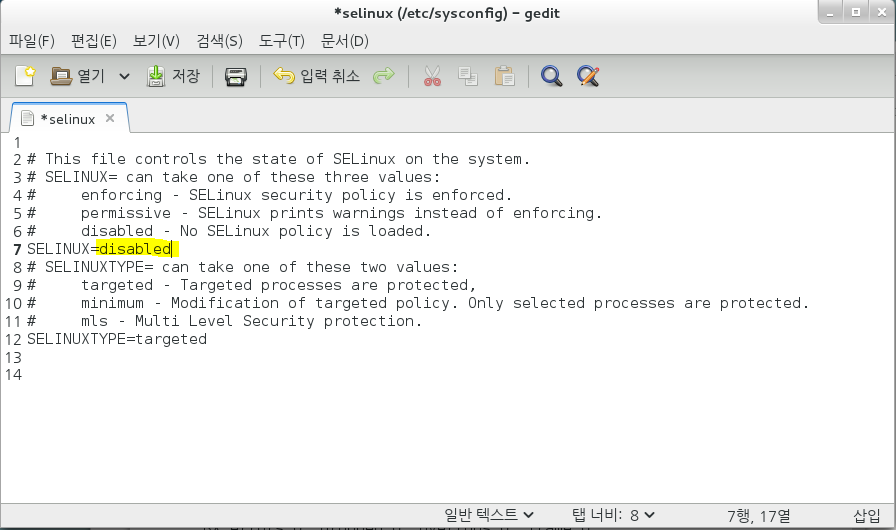 *selinux (/etc/sysconfig) – gedit
파일(F) 편집(E) 보기(V) 검색(S) 도구(T) 문서(D)
열기 저장 입력 취소
*selinux
1
2 # This file controls the state of SELinux on the system.
3 # SELINUX= can take one of these three values:
4 #     enforcing - SELinux security policy is enforced.
5 #     permissive - SELinux prints warnings instead of enforcing.
6 #     disabled - No SELinux policy is loaded.
7 SELINUX=disabled
8 # SELINUXTYPE= can take one of these two values:
9 #     targeted - Targeted processes are protected,
10 #     minimum - Modification of targeted policy. Only selected processes are protected.
11 #     mls - Multi Level Security protection.
12 SELINUXTYPE=targeted
13
14
일반 텍스트 탭 너비: 8 7행, 17열 삽입